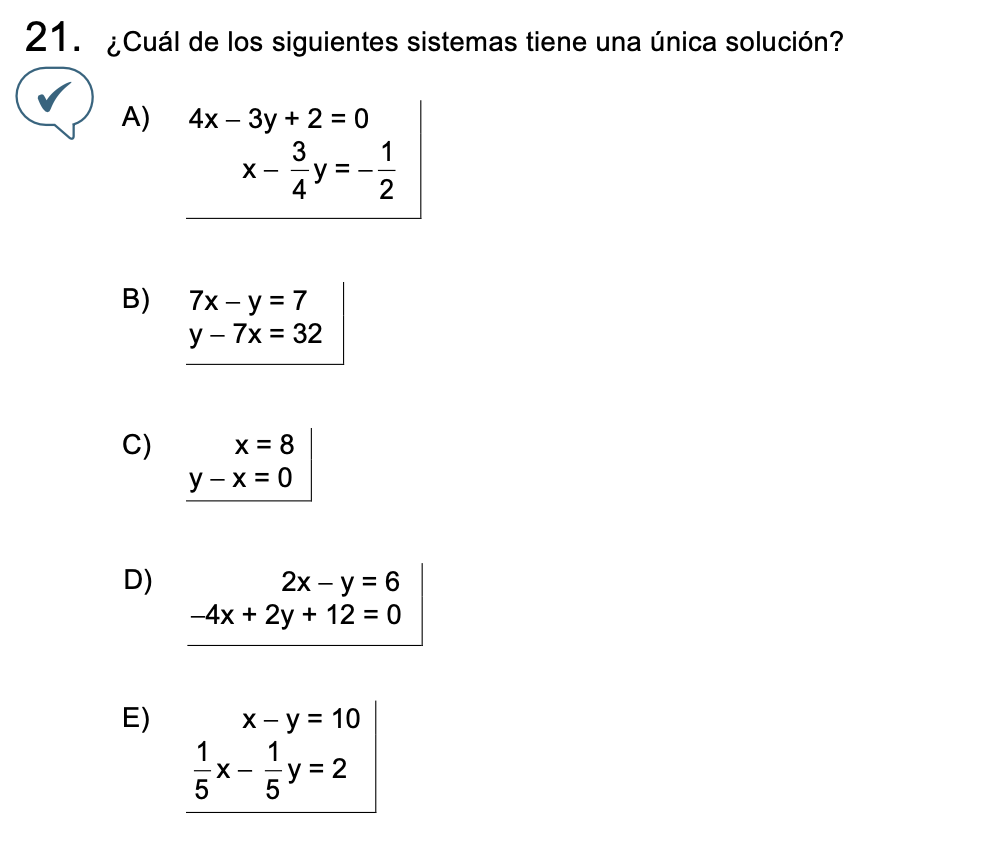 21. ¿Cuál de los siguientes sistemas tiene una única solución?
A) 4x – 3y + 2 = 0
x – 3/4 y = – 1/2
B) 7x – y = 7
y – 7x = 32
C) x = 8
y – x = 0
D) 2x – y = 6
–4x + 2y + 12 = 0
E) x – y = 10
1/5 x – 1/5 y = 2